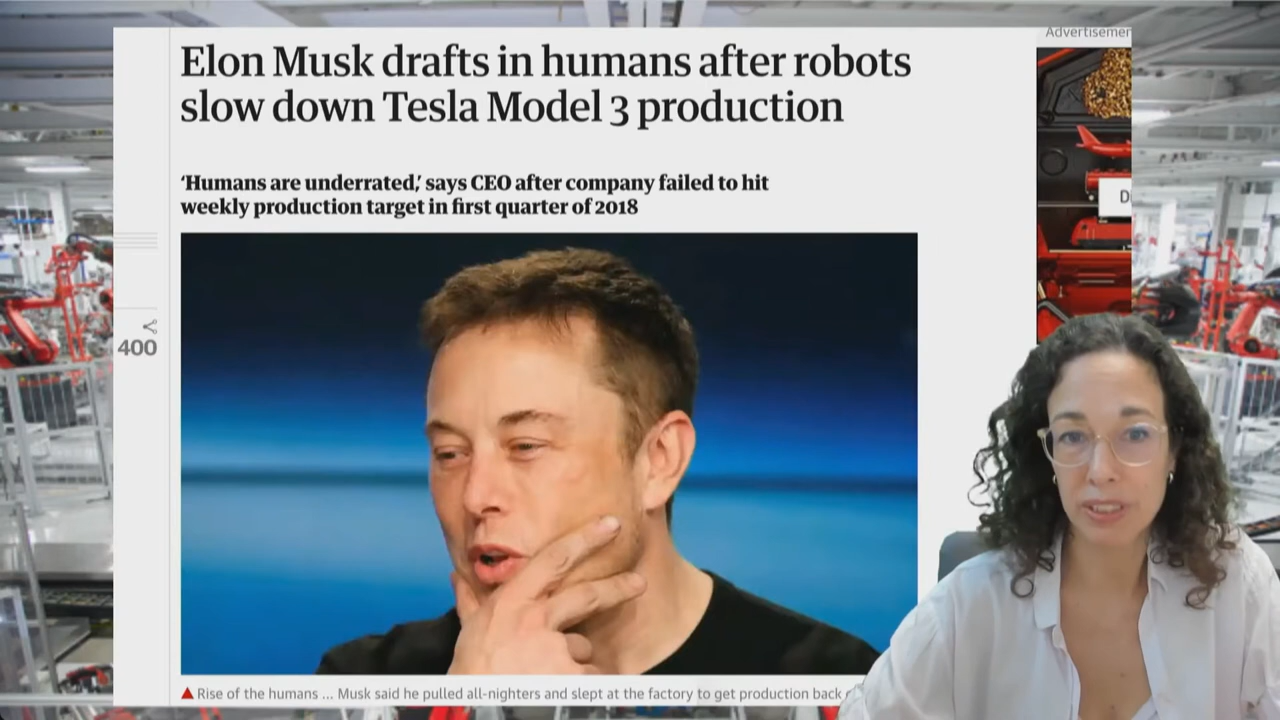 Advertisemen
Elon Musk drafts in humans after robots
slow down Tesla Model 3 production
‘Humans are underrated,’ says CEO after company failed to hit
weekly production target in first quarter of 2018
D
400
Rise of the humans ... Musk said he pulled all-nighters and slept at the factory to get production back